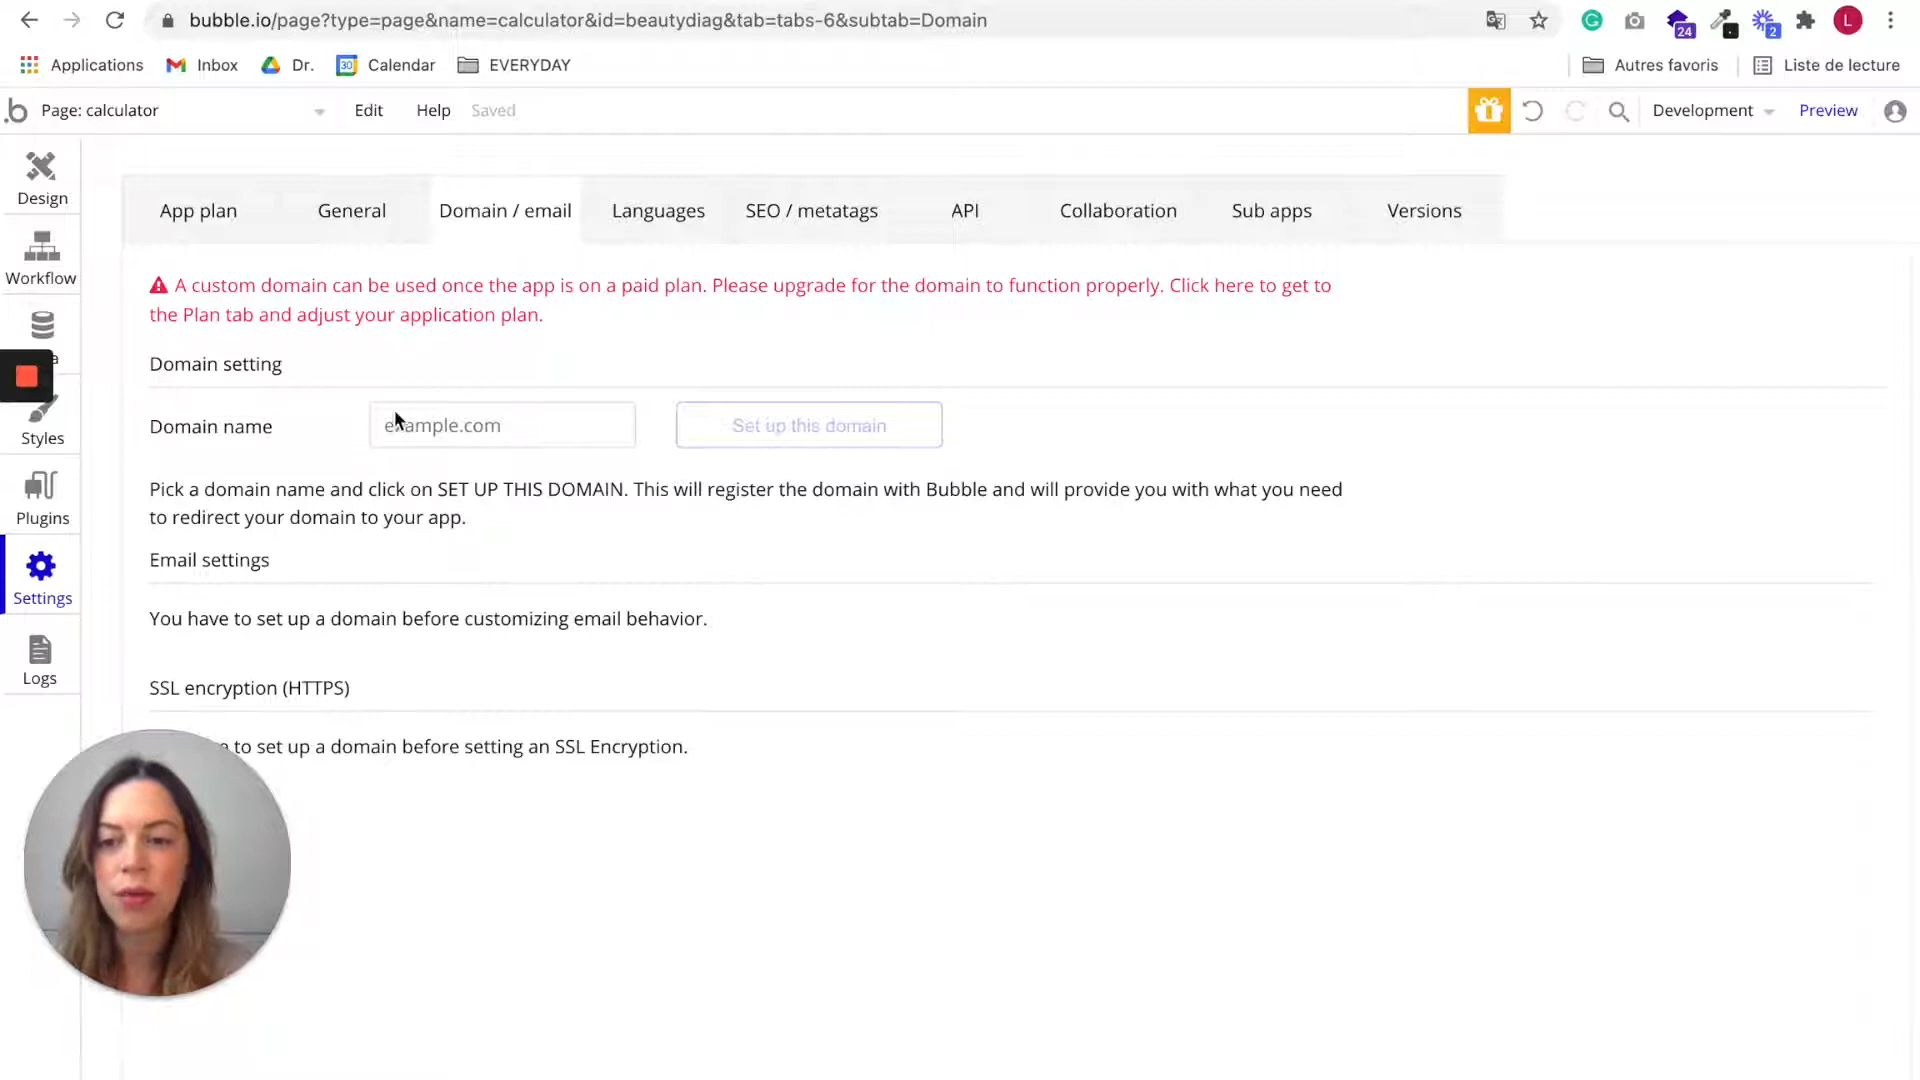 bubble.io/page?type=page&name=calculator&id=beautydiag&tab=tabs-6&subtab=Domain
24
2
L
Applications
Inbox
Dr.
30
Calendar
EVERYDAY
Autres favoris
Liste de lecture
.b
Page: calculator
Edit
Help
Saved
Development
Preview
Design
Workflow
a
Styles
Plugins
Settings
Logs
App plan
General
Domain / email
Languages
SEO / metatags
API
Collaboration
Sub apps
Versions
A custom domain can be used once the app is on a paid plan. Please upgrade for the domain to function properly. Click here to get to
the Plan tab and adjust your application plan.
Domain setting
Domain name
example.com
Set up this domain
Pick a domain name and click on SET UP THIS DOMAIN. This will register the domain with Bubble and will provide you with what you need
to redirect your domain to your app.
Email settings
You have to set up a domain before customizing email behavior.
SSL encryption (HTTPS)
to set up a domain before setting an SSL Encryption.